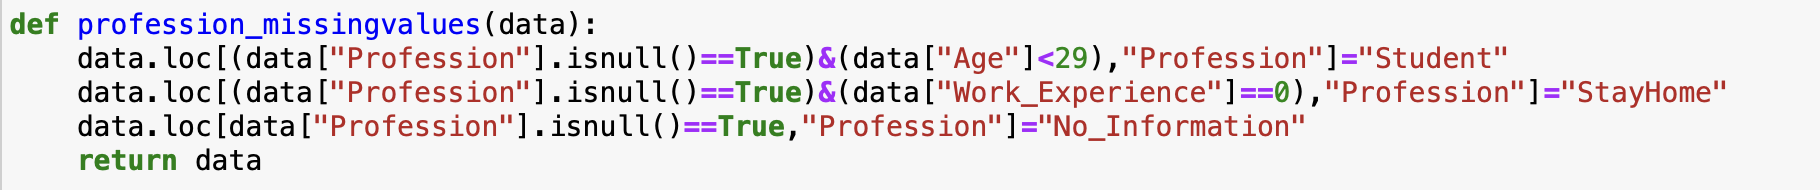 def profession_missingvalues(data):
    data.loc[(data["Profession"].isnull()==True)&(data["Age"]<29),"Profession"]="Student"
    data.loc[(data["Profession"].isnull()==True)&(data["Work_Experience"]==0),"Profession"]="StayHome"
    data.loc[data["Profession"].isnull()==True,"Profession"]="No_Information"
    return data